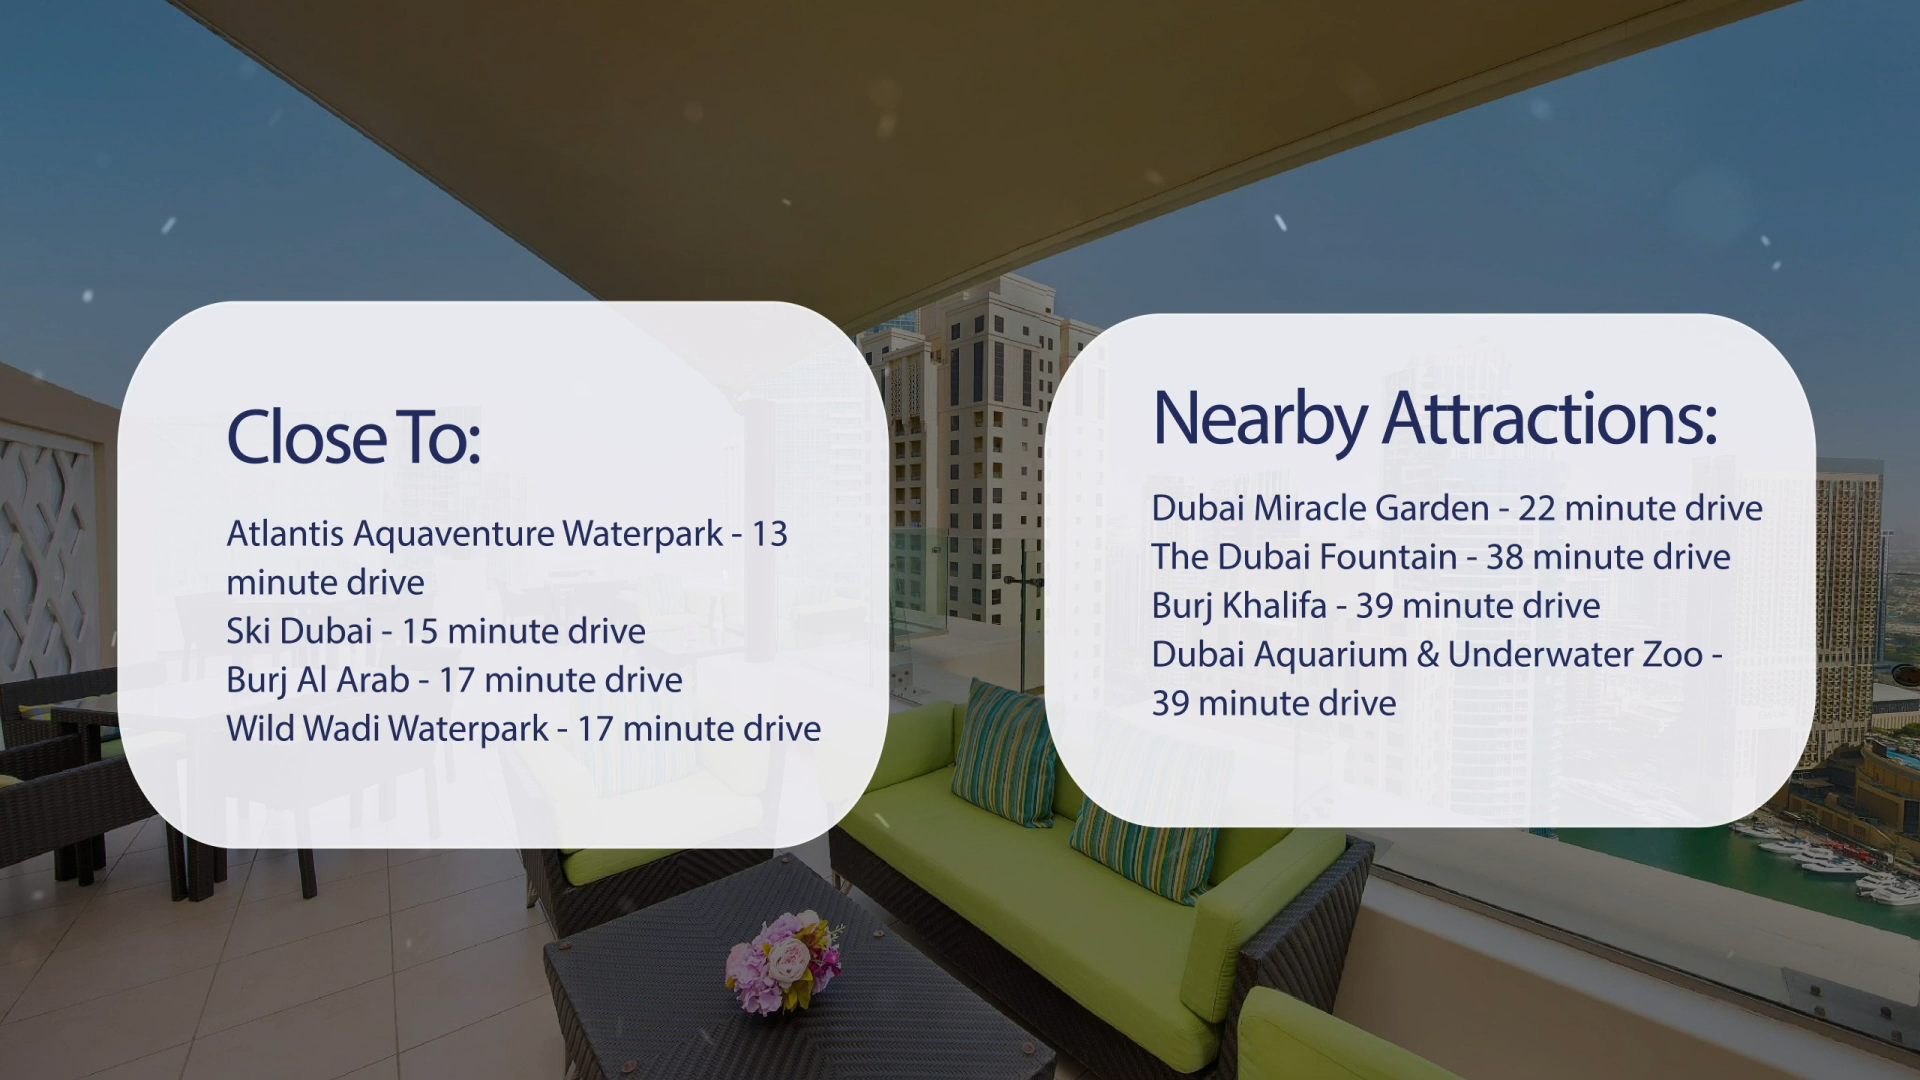 Close To:
Atlantis Aquaventure Waterpark - 13
minute drive
Ski Dubai - 15 minute drive
Burj Al Arab - 17 minute drive
Wild Wadi Waterpark - 17 minute drive
Nearby Attractions:
Dubai Miracle Garden - 22 minute drive
The Dubai Fountain - 38 minute drive
Burj Khalifa - 39 minute drive
Dubai Aquarium & Underwater Zoo -
39 minute drive